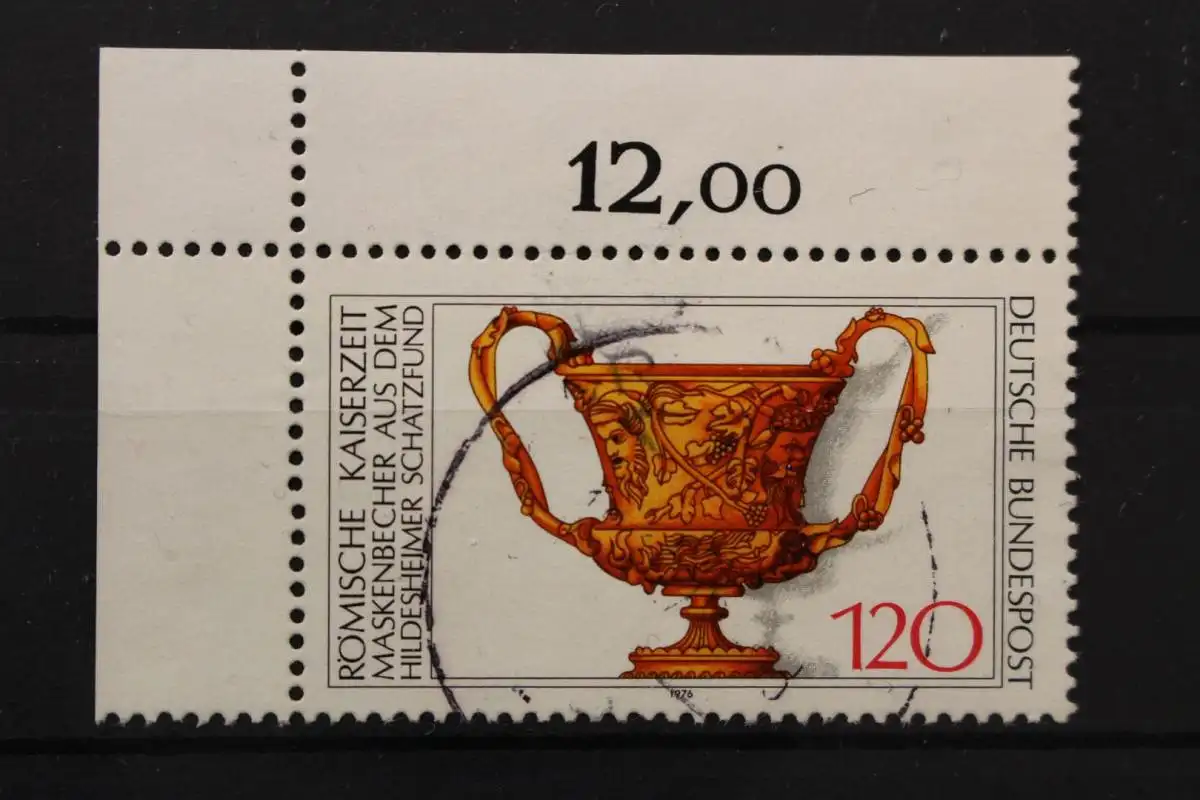 12,00
RÖMISCHE KAISERZEIT
MASKENBECHER AUS DEM
HILDESHEIMER SCHATZFUND
DEUTSCHE BUNDESPOST
120
1976